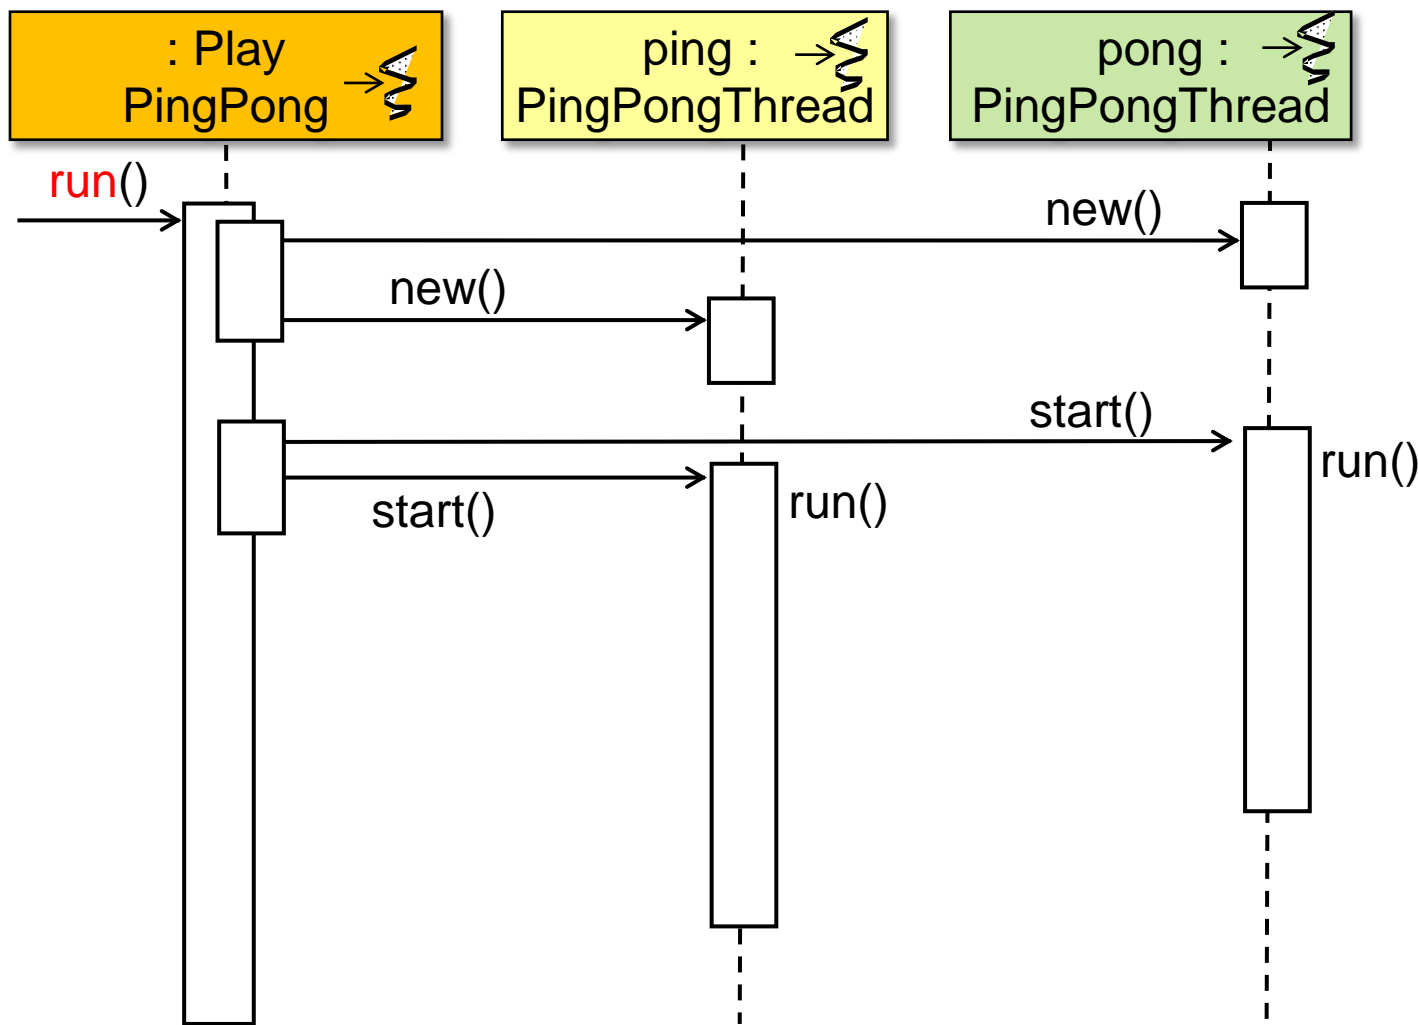 : Play
PingPong
ping :
PingPongThread
pong :
PingPongThread
run()
new()
new()
start()
run()
start()
run()